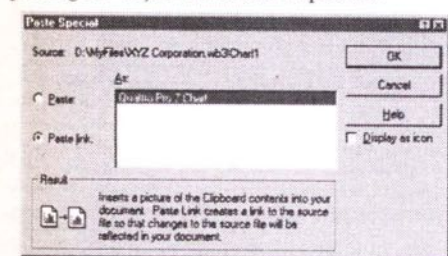 Paste Special
Source: D:\MyFiles\XYZ Corporation.wb3!Chart1
As:
Paste
Quattro Pro 7 Chart
Paste link.
OK
Cancel
Help
Display as icon
Result
Inserts a picture of the Clipboard contents into your
document. Paste Link creates a link to the source
file so that changes to the source file will be
reflected in your document.